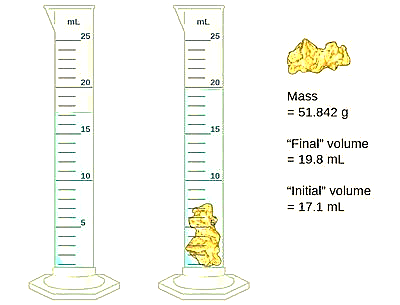 mL
25
20
15
10
5
mL
25
20
15
10
5
Mass
= 51.842 g
“Final” volume
= 19.8 mL
“Initial” volume
= 17.1 mL